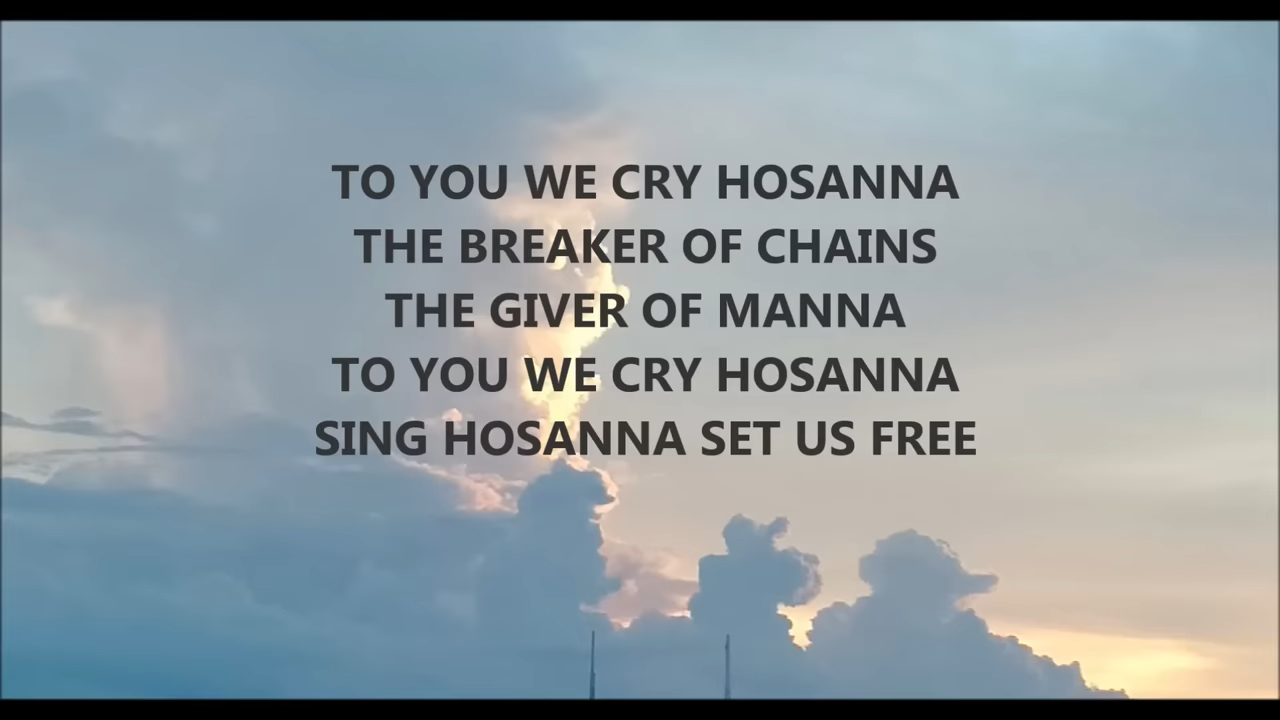 TO YOU WE CRY HOSANNA
THE BREAKER OF CHAINS
THE GIVER OF MANNA
TO YOU WE CRY HOSANNA
SING HOSANNA SET US FREE